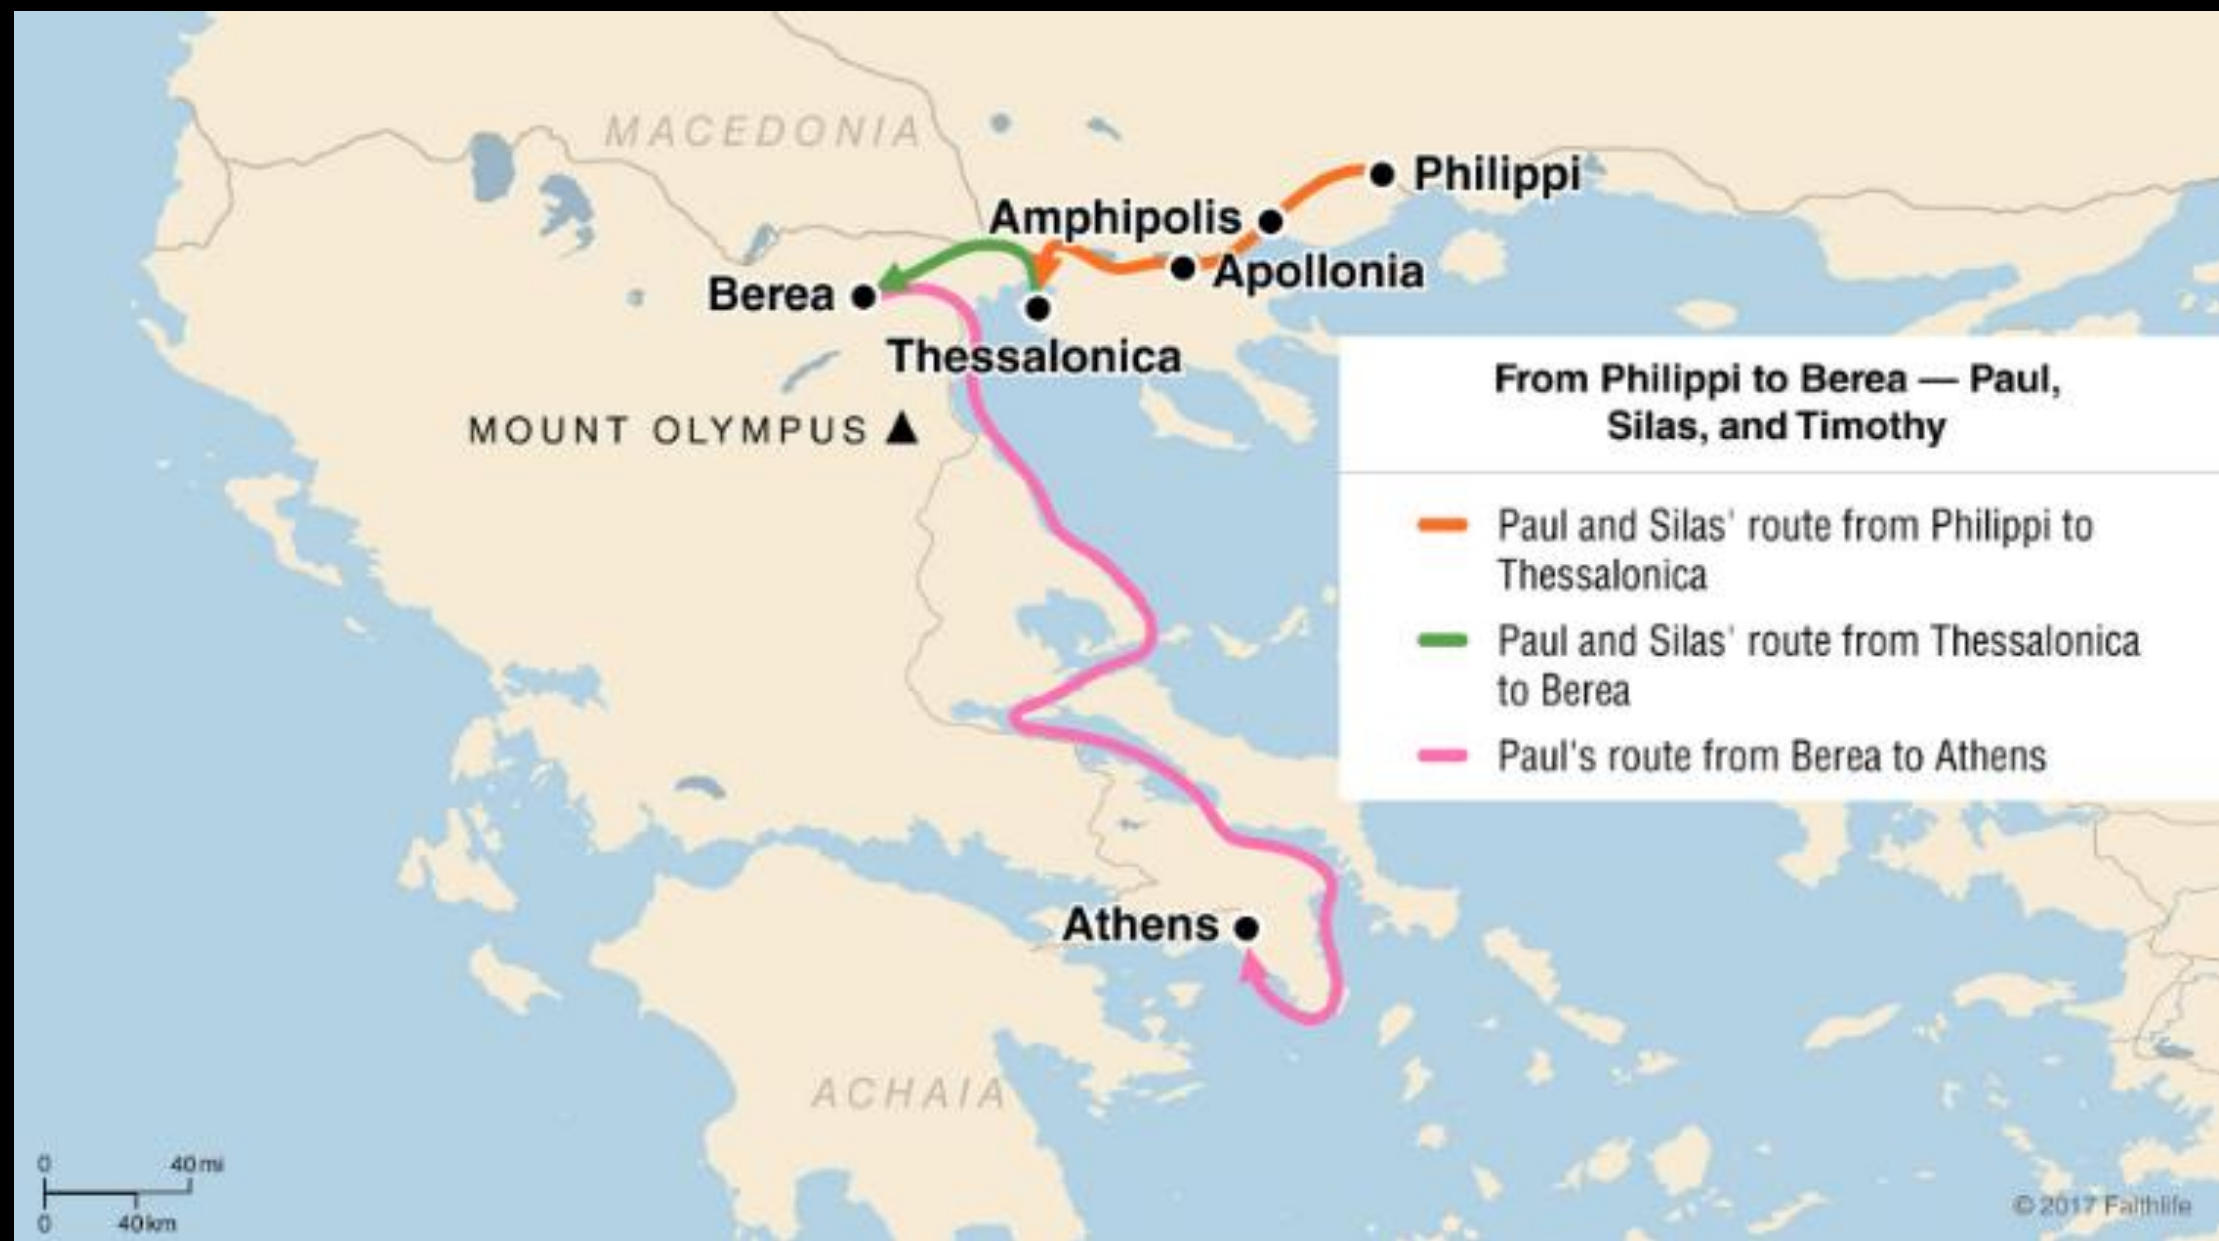 MACEDONIA
Philippi
Amphipolis
Apollonia
Berea
Thessalonica
MOUNT OLYMPUS
From Philippi to Berea — Paul,
Silas, and Timothy
Paul and Silas' route from Philippi to
Thessalonica
Paul and Silas' route from Thessalonica
to Berea
Paul's route from Berea to Athens
Athens
ACHAIA
0 40 mi
0 40 km
© 2017 Faithlife